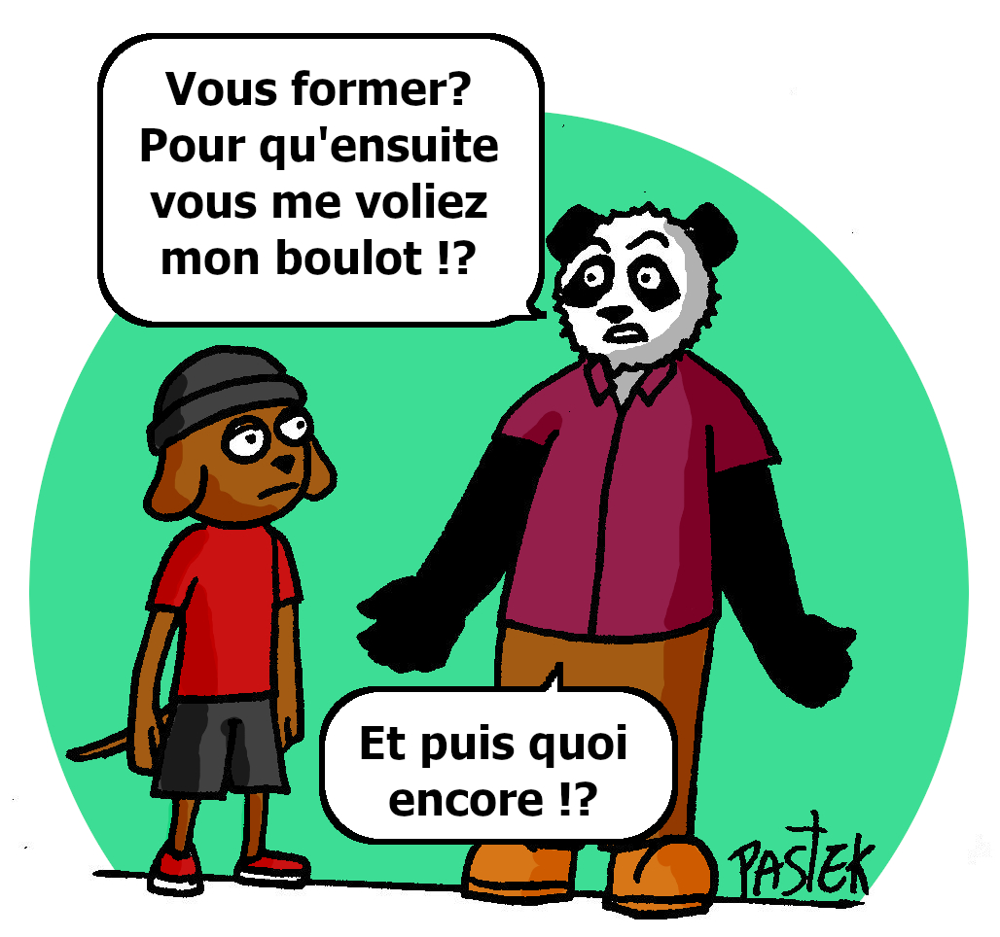 Vous former?
Pour qu'ensuite
vous me voliez
mon boulot !?
Et puis quoi
encore !?
PASTEK